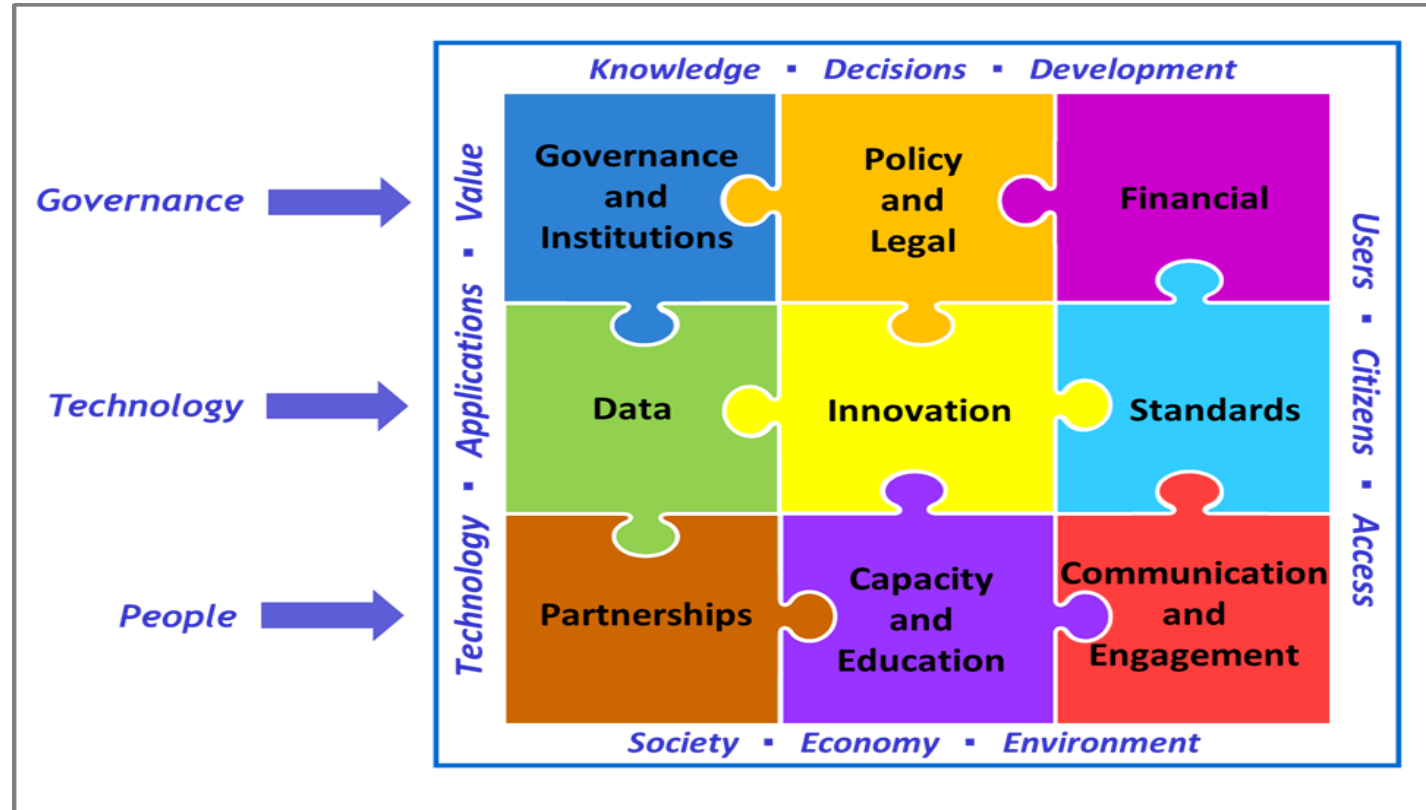 Knowledge ▪ Decisions ▪ Development
Governance
Technology
People
Technology ▪ Applications ▪ Value
Governance
and
Institutions
Policy
and
Legal
Financial
Data
Innovation
Standards
Partnerships
Capacity
and
Education
Communication
and
Engagement
Users ▪ Citizens ▪ Access
Society ▪ Economy ▪ Environment